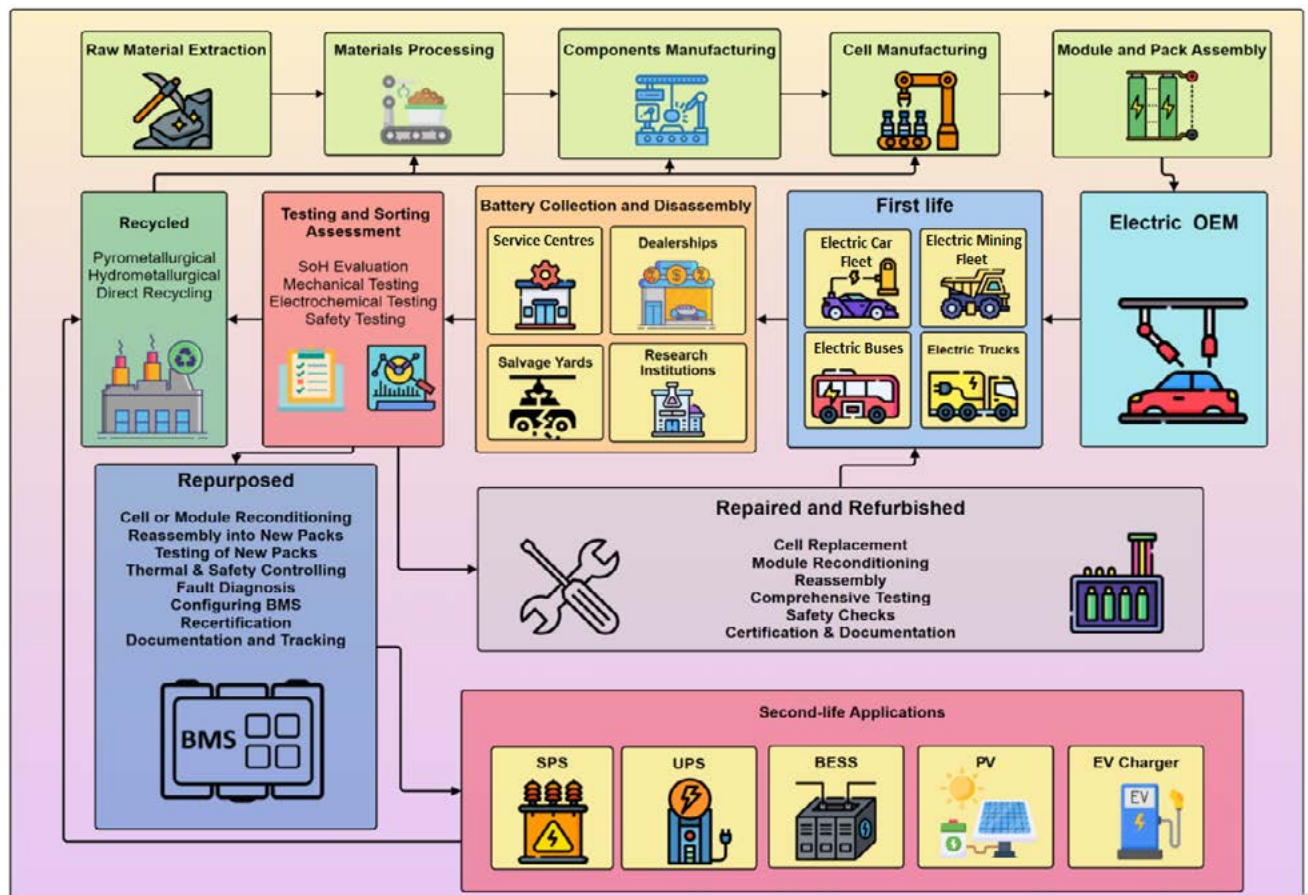 Raw Material Extraction
Materials Processing
Components Manufacturing
Cell Manufacturing
Module and Pack Assembly
Recycled
Pyrometallurgical
Hydrometallurgical
Direct Recycling
Testing and Sorting
Assessment
SoH Evaluation
Mechanical Testing
Electrochemical Testing
Safety Testing
Battery Collection and Disassembly
Service Centres
Dealerships
Salvage Yards
Research
Institutions
First life
Electric Car
Fleet
Electric Mining
Fleet
Electric Buses
Electric Trucks
Electric OEM
Repurposed
Cell or Module Reconditioning
Reassembly into New Packs
Testing of New Packs
Thermal & Safety Controlling
Fault Diagnosis
Configuring BMS
Recertification
Documentation and Tracking
BMS
Repaired and Refurbished
Cell Replacement
Module Reconditioning
Reassembly
Comprehensive Testing
Safety Checks
Certification & Documentation
Second-life Applications
SPS
UPS
BESS
PV
EV Charger
EV